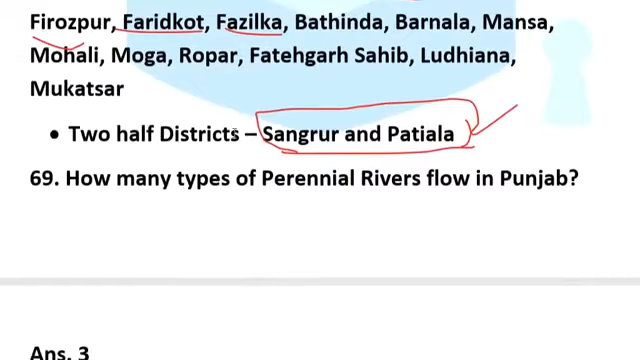 Firozpur, Faridkot, Fazilka, Bathinda, Barnala, Mansa,
Mohali, Moga, Ropar, Fatehgarh Sahib, Ludhiana,
Mukatsar
• Two half Districts – Sangrur and Patiala
69. How many types of Perennial Rivers flow in Punjab?
Ans. 3